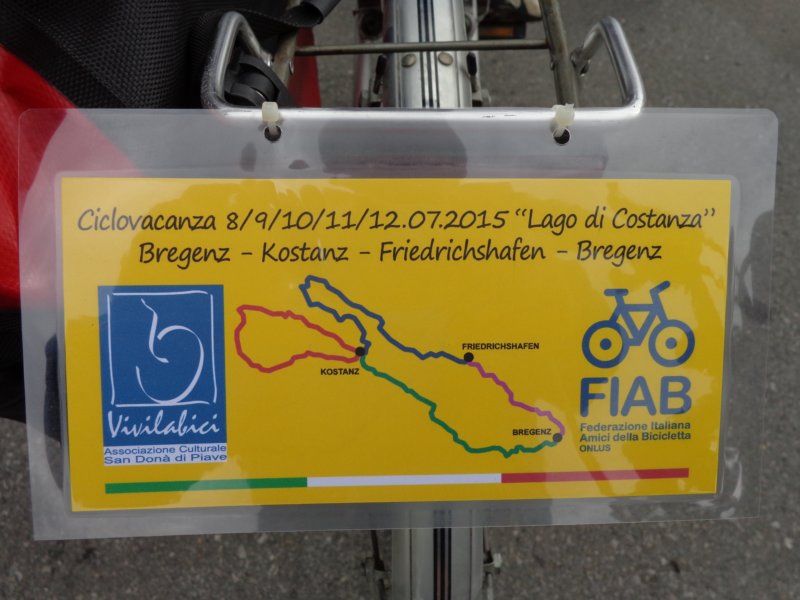 Ciclovacanza 8/9/10/11/12.07.2015 “Lago di Costanza”
Bregenz - Kostanz - Friedrichshafen - Bregenz
Vivilabici
Associazione Culturale
San Donà di Piave
KOSTANZ
FRIEDRICHSHAFEN
BREGENZ
FIAB
Federazione Italiana
Amici della Bicicletta
ONLUS